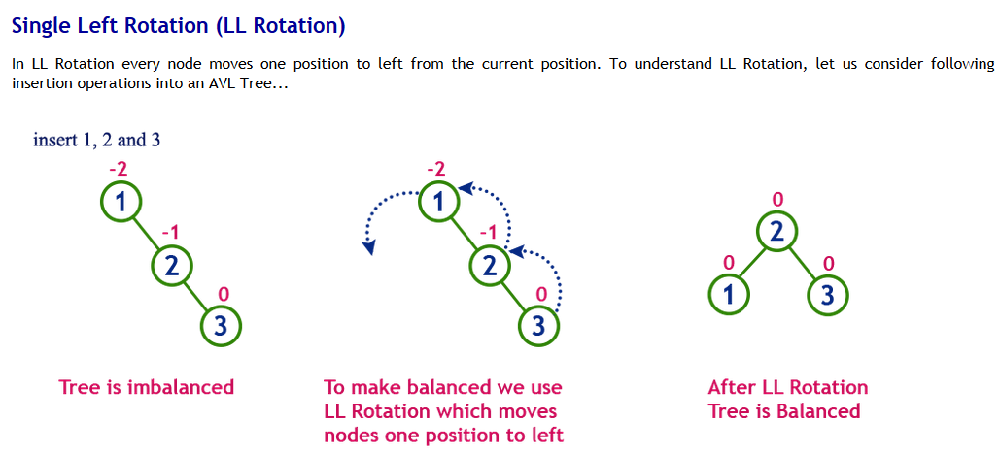 Single Left Rotation (LL Rotation)
In LL Rotation every node moves one position to left from the current position. To understand LL Rotation, let us consider following
insertion operations into an AVL Tree...
insert 1, 2 and 3
-2
1
-1
2
0
3
Tree is imbalanced
-2
1
-1
2
0
3
To make balanced we use
LL Rotation which moves
nodes one position to left
0
2
0
1
0
3
After LL Rotation
Tree is Balanced